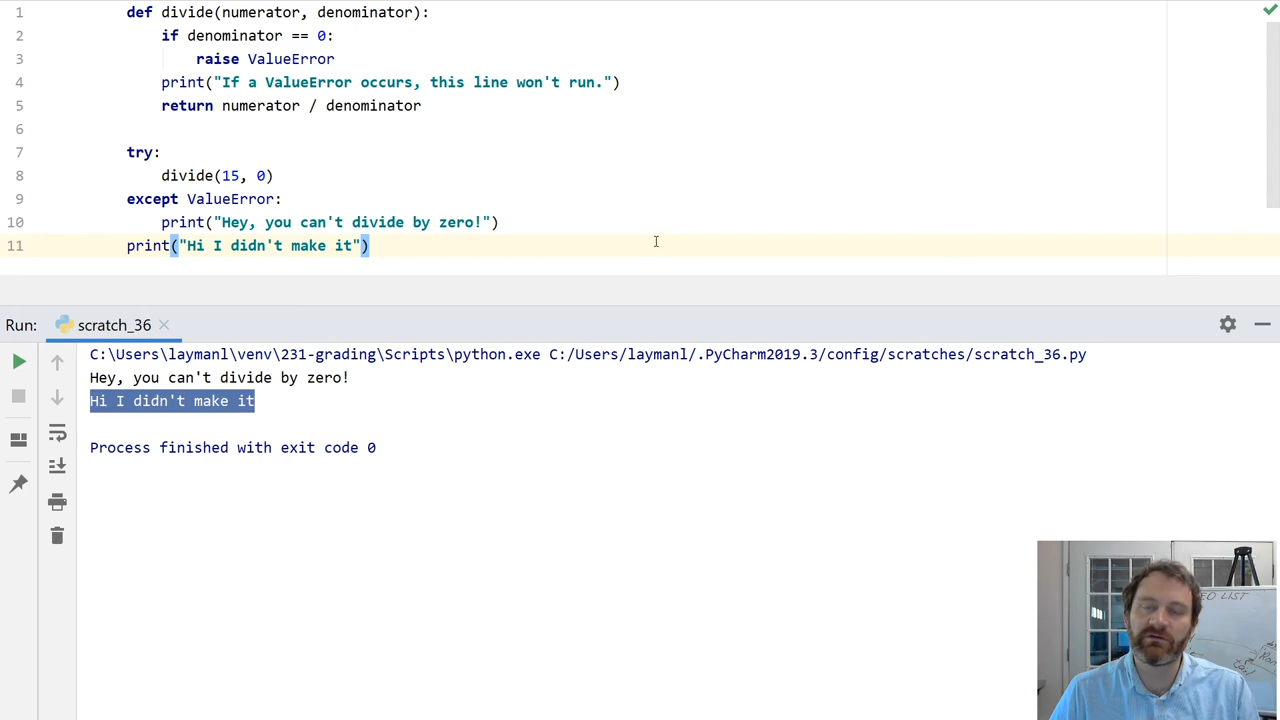 1 def divide(numerator, denominator):
2 if denominator == 0:
3 raise ValueError
4 print("If a ValueError occurs, this line won't run.")
5 return numerator / denominator
6
7 try:
8 divide(15, 0)
9 except ValueError:
10 print("Hey, you can't divide by zero!")
11 print("Hi I didn't make it")
Run: scratch_36
C:\Users\laymanl\venv\231-grading\Scripts\python.exe C:/Users/laymanl/.PyCharm2019.3/config/scratches/scratch_36.py
Hey, you can't divide by zero!
Hi I didn't make it
Process finished with exit code 0
LIST